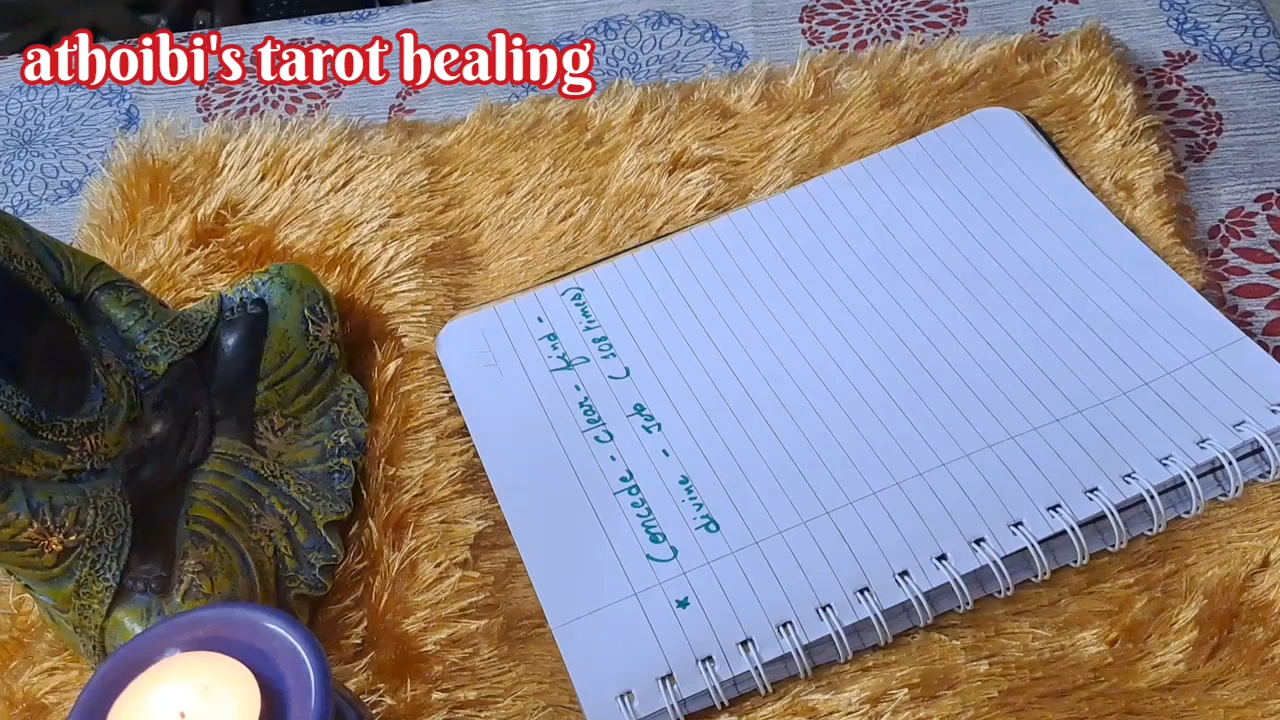 athoibi's tarot healing
★ Concede - Clear - find -
divine - Job (108 times)